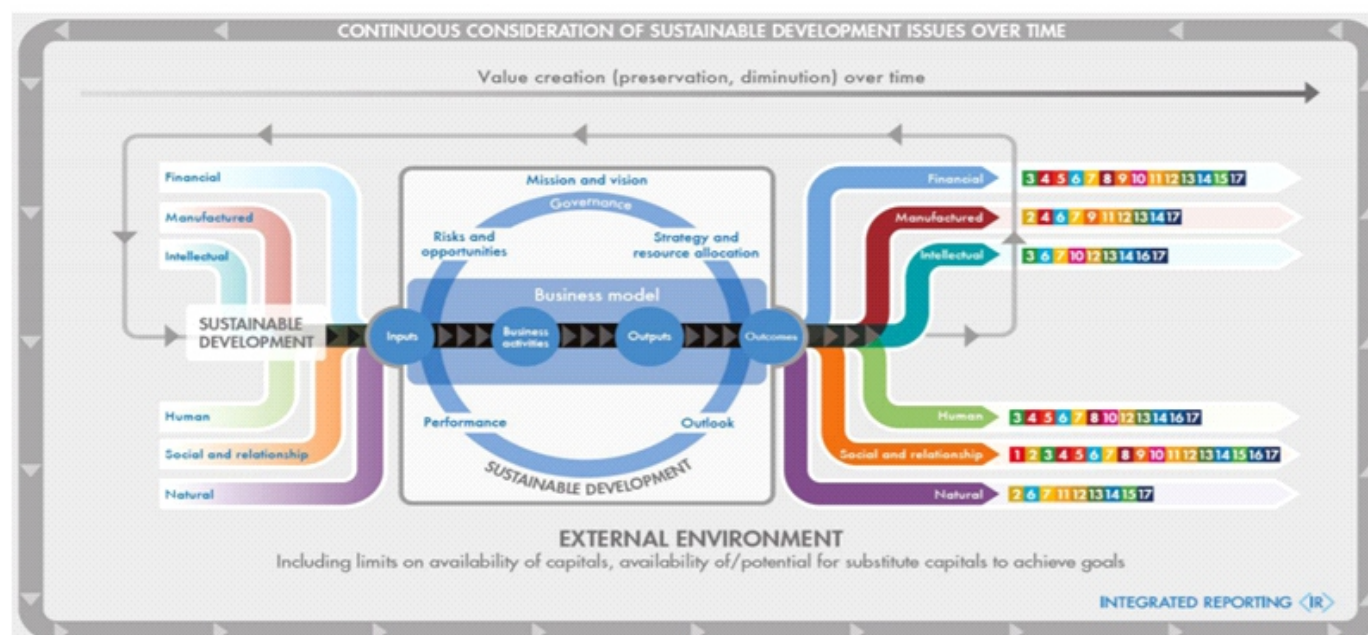 CONTINUOUS CONSIDERATION OF SUSTAINABLE DEVELOPMENT ISSUES OVER TIME
Value creation (preservation, diminution) over time
Financial
Manufactured
Intellectual
SUSTAINABLE
DEVELOPMENT
Human
Social and relationship
Natural
Mission and vision
Governance
Risks and
opportunities
Strategy and
resource allocation
Business model
Inputs
Business
activities
Outputs
Outcomes
Performance
Outlook
SUSTAINABLE DEVELOPMENT
Financial
3 4 5 6 7 8 9 10 11 12 13 14 15 17
Manufactured
2 4 6 7 9 11 12 13 14 17
Intellectual
3 6 7 10 12 13 14 16 17
Human
3 4 5 6 7 8 10 12 13 14 16 17
Social and relationship
1 2 3 4 5 6 7 8 9 10 11 12 13 14 15 16 17
Natural
2 6 7 11 12 13 14 15 17
EXTERNAL ENVIRONMENT
Including limits on availability of capitals, availability of/potential for substitute capitals to achieve goals
INTEGRATED REPORTING <IR>